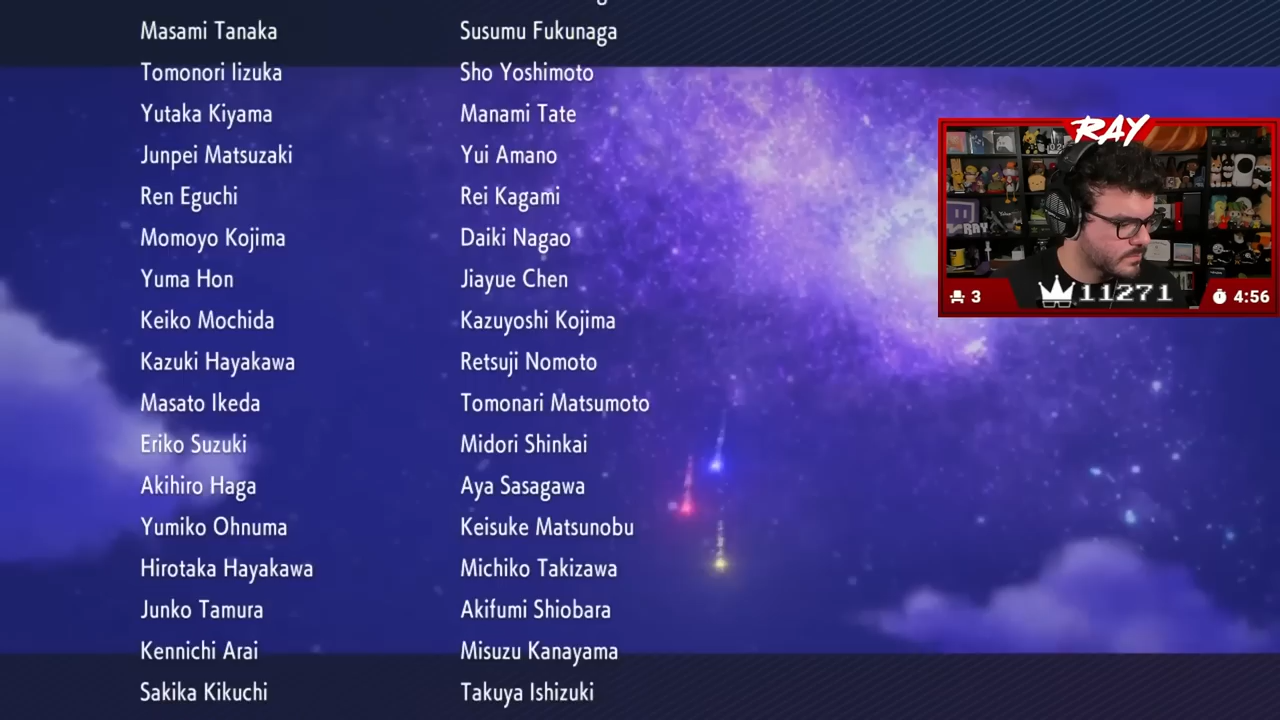 Masami Tanaka Susumu Fukunaga
Tomonori Iizuka Sho Yoshimoto
Yutaka Kiyama Manami Tate
Junpei Matsuzaki Yui Amano
Ren Eguchi Rei Kagami
Momoyo Kojima Daiki Nagao
Yuma Hon Jiayue Chen
Keiko Mochida Kazuyoshi Kojima
Kazuki Hayakawa Retsuji Nomoto
Masato Ikeda Tomonari Matsumoto
Eriko Suzuki Midori Shinkai
Akihiro Haga Aya Sasagawa
Yumiko Ohnuma Keisuke Matsunobu
Hirotaka Hayakawa Michiko Takizawa
Junko Tamura Akifumi Shiobara
Kennichi Arai Misuzu Kanayama
Sakika Kikuchi Takuya Ishizuki
RAY
RAY
3 11271 4:56